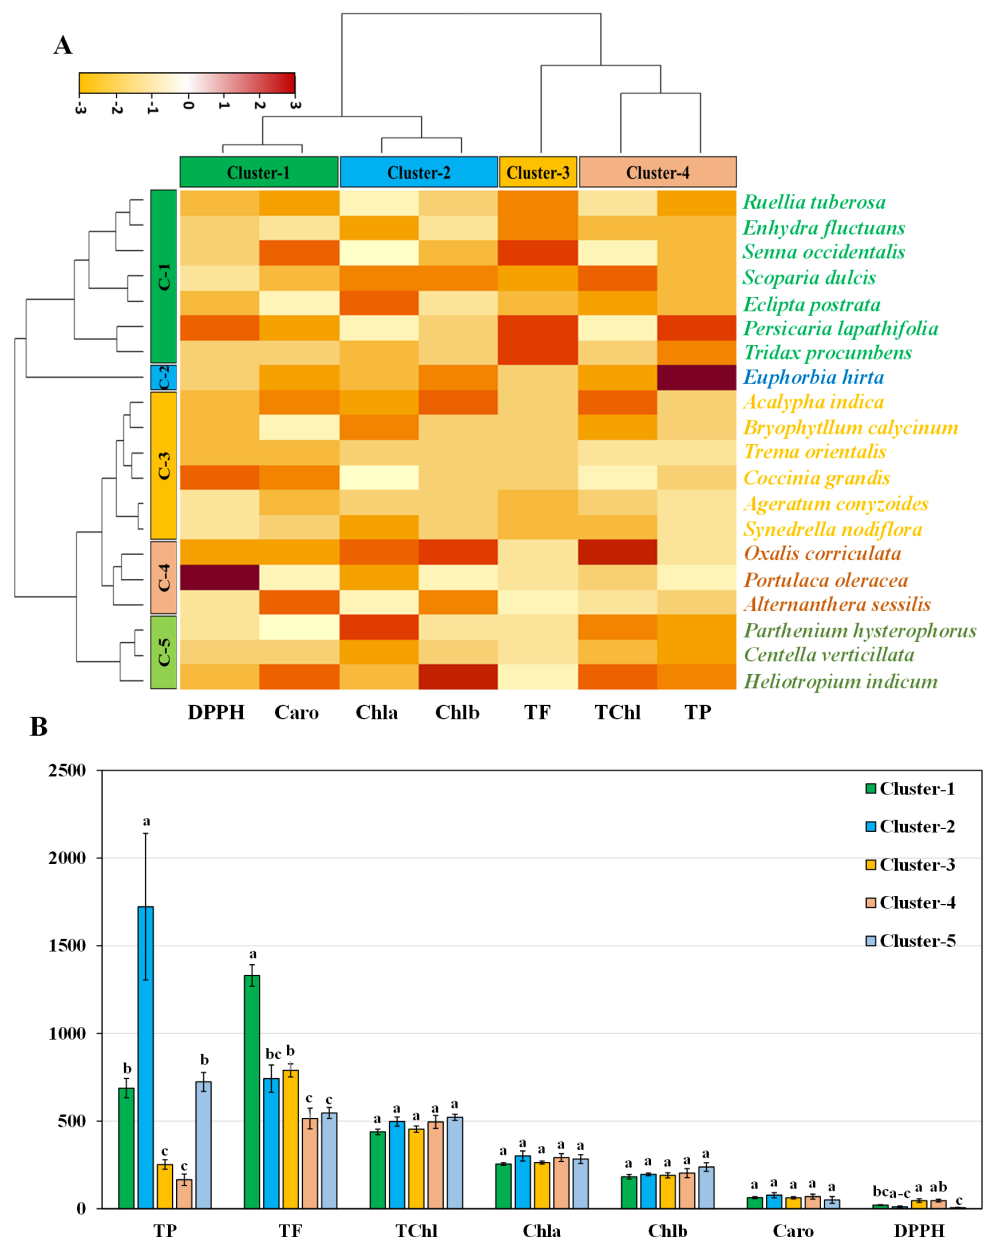 A
-3 -2 -1 0 1 2 3
Cluster-1 Cluster-2 Cluster-3 Cluster-4
C-1
C-2
C-3
C-4
C-5
Ruellia tuberosa
Enhydra fluctuans
Senna occidentalis
Scoparia dulcis
Eclipta postrata
Persicaria lapathifolia
Tridax procumbens
Euphorbia hirta
Acalypha indica
Bryophytllum calycinum
Trema orientalis
Coccinia grandis
Ageratum conyzoides
Synedrella nodiflora
Oxalis corriculata
Portulaca oleracea
Alternanthera sessilis
Parthenium hysterophorus
Centella verticillata
Heliotropium indicum
DPPH Caro Chla Chlb TF TChl TP
B
2500
2000
1500
1000
500
0
Cluster-1
Cluster-2
Cluster-3
Cluster-4
Cluster-5
b a c c b
a bc b c c
a a a a a
a a a a a
a a a a a
a a a a a
bc a-c ab ab c
TP TF TChl Chla Chlb Caro DPPH